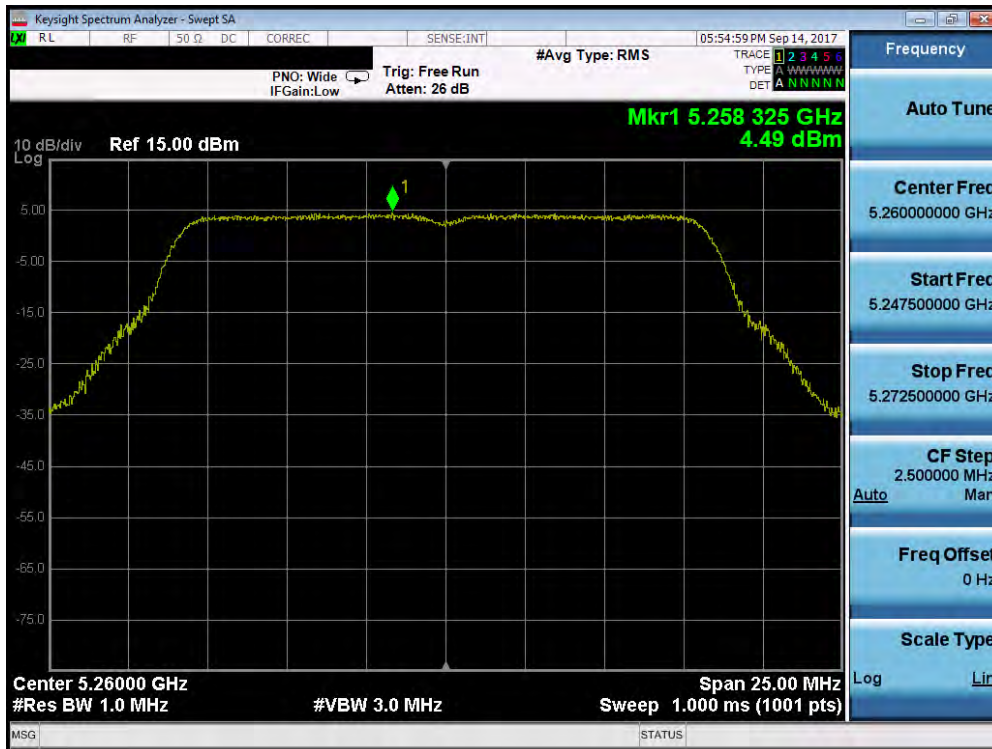 LXI Keysight Spectrum Analyzer - Swept SA
RL RF 50 Ω DC CORREC SENSE:INT 05:54:59 PM Sep 14, 2017
#Avg Type: RMS TRACE 1 2 3 4 5 6
PNO: Wide Trig: Free Run TYPE A WWWWW
IFGain:Low Atten: 26 dB DET A N N N N N
Mkr1 5.258 325 GHz
4.49 dBm
10 dB/div Ref 15.00 dBm
Log
1
5.00
-5.00
-15.0
-25.0
-35.0
-45.0
-55.0
-65.0
-75.0
Center 5.26000 GHz Span 25.00 MHz
#Res BW 1.0 MHz #VBW 3.0 MHz Sweep 1.000 ms (1001 pts)
MSG STATUS
Frequency
Auto Tune
Center Freq
5.260000000 GHz
Start Freq
5.247500000 GHz
Stop Freq
5.272500000 GHz
CF Step
2.500000 MHz
Auto Man
Freq Offset
0 Hz
Scale Type
Log Lin